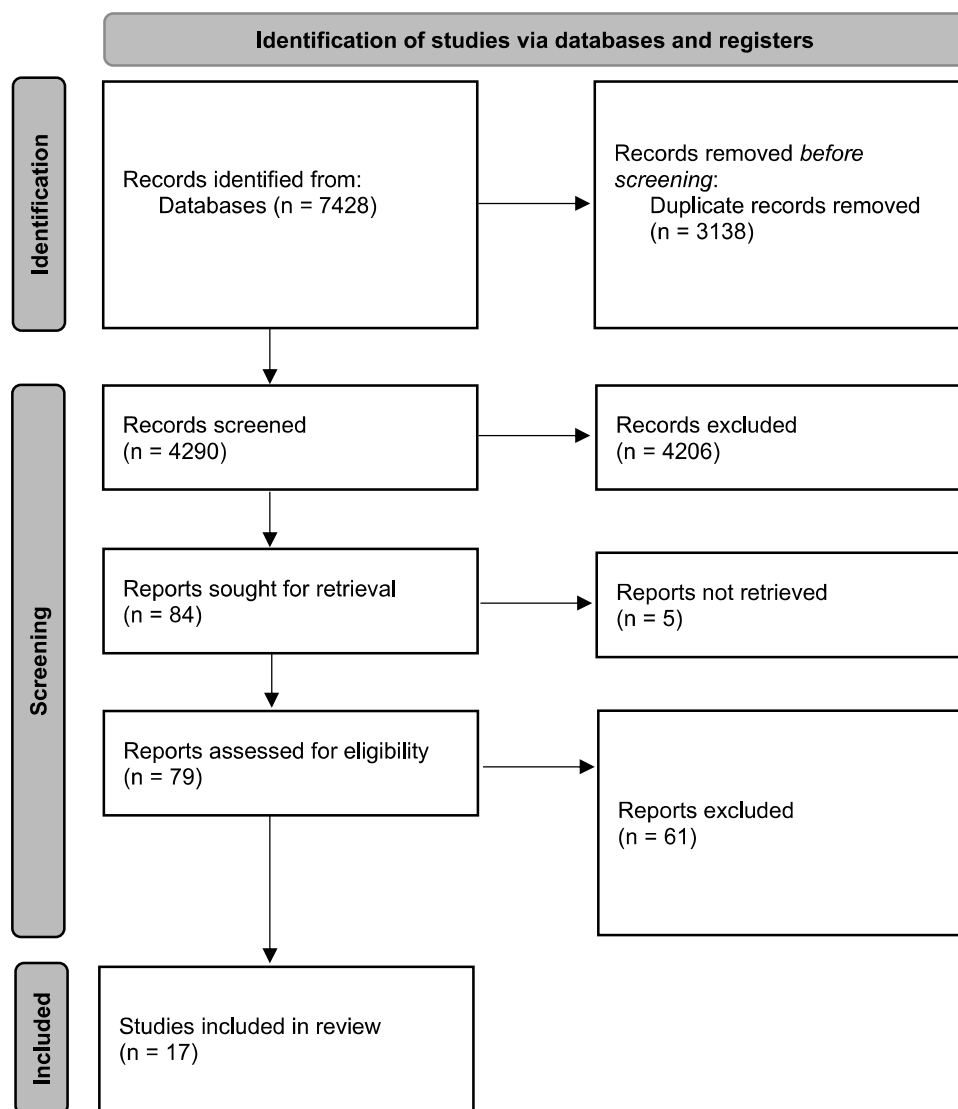 Identification of studies via databases and registers
Identification
Records identified from:
Databases (n = 7428)
Records removed before
screening:
Duplicate records removed
(n = 3138)
Screening
Records screened
(n = 4290)
Records excluded
(n = 4206)
Reports sought for retrieval
(n = 84)
Reports not retrieved
(n = 5)
Reports assessed for eligibility
(n = 79)
Reports excluded
(n = 61)
Included
Studies included in review
(n = 17)